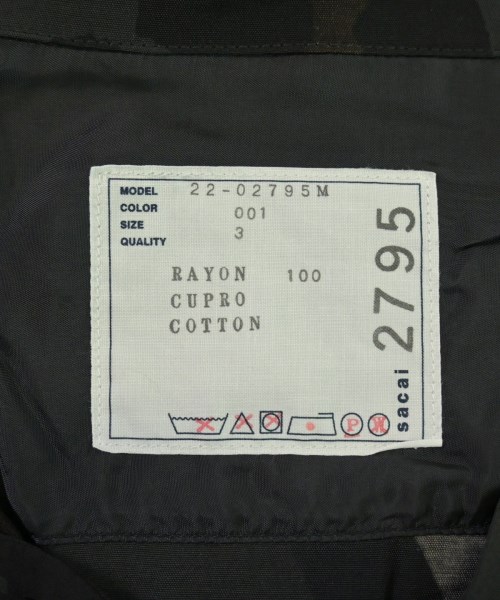 MODEL 22-02795M
COLOR 001
SIZE 3
QUALITY
RAYON 100
CUPRO
COTTON
P W
sacai 2795